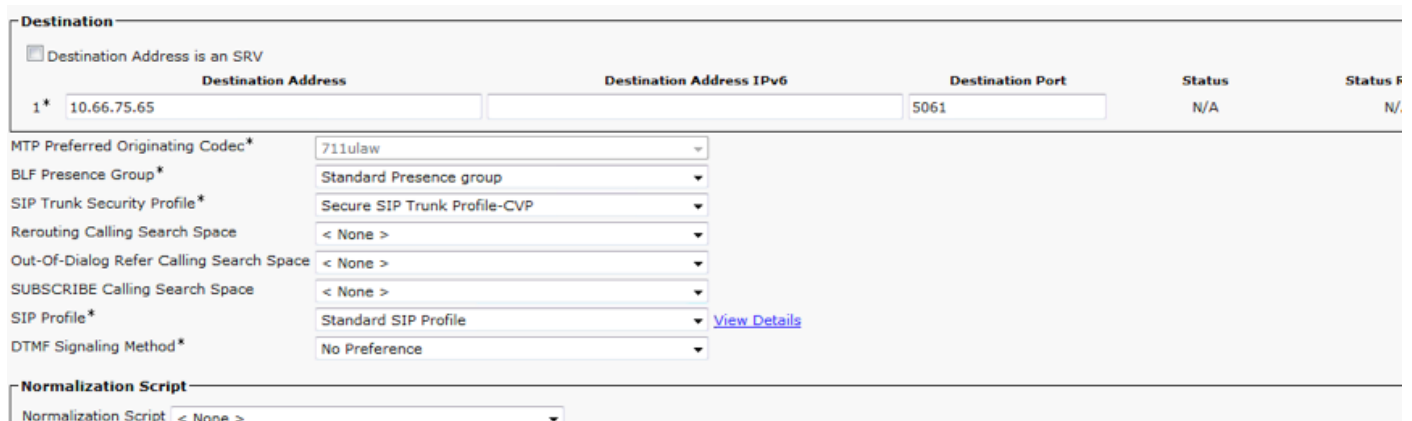 Destination
Destination Address is an SRV
Destination Address Destination Address IPv6 Destination Port Status Status R
1* 10.66.75.65 5061 N/A N/
MTP Preferred Originating Codec* 711ulaw
BLF Presence Group* Standard Presence group
SIP Trunk Security Profile* Secure SIP Trunk Profile-CVP
Rerouting Calling Search Space < None >
Out-Of-Dialog Refer Calling Search Space < None >
SUBSCRIBE Calling Search Space < None >
SIP Profile* Standard SIP Profile View Details
DTMF Signaling Method* No Preference
Normalization Script
Normalization Script < None >